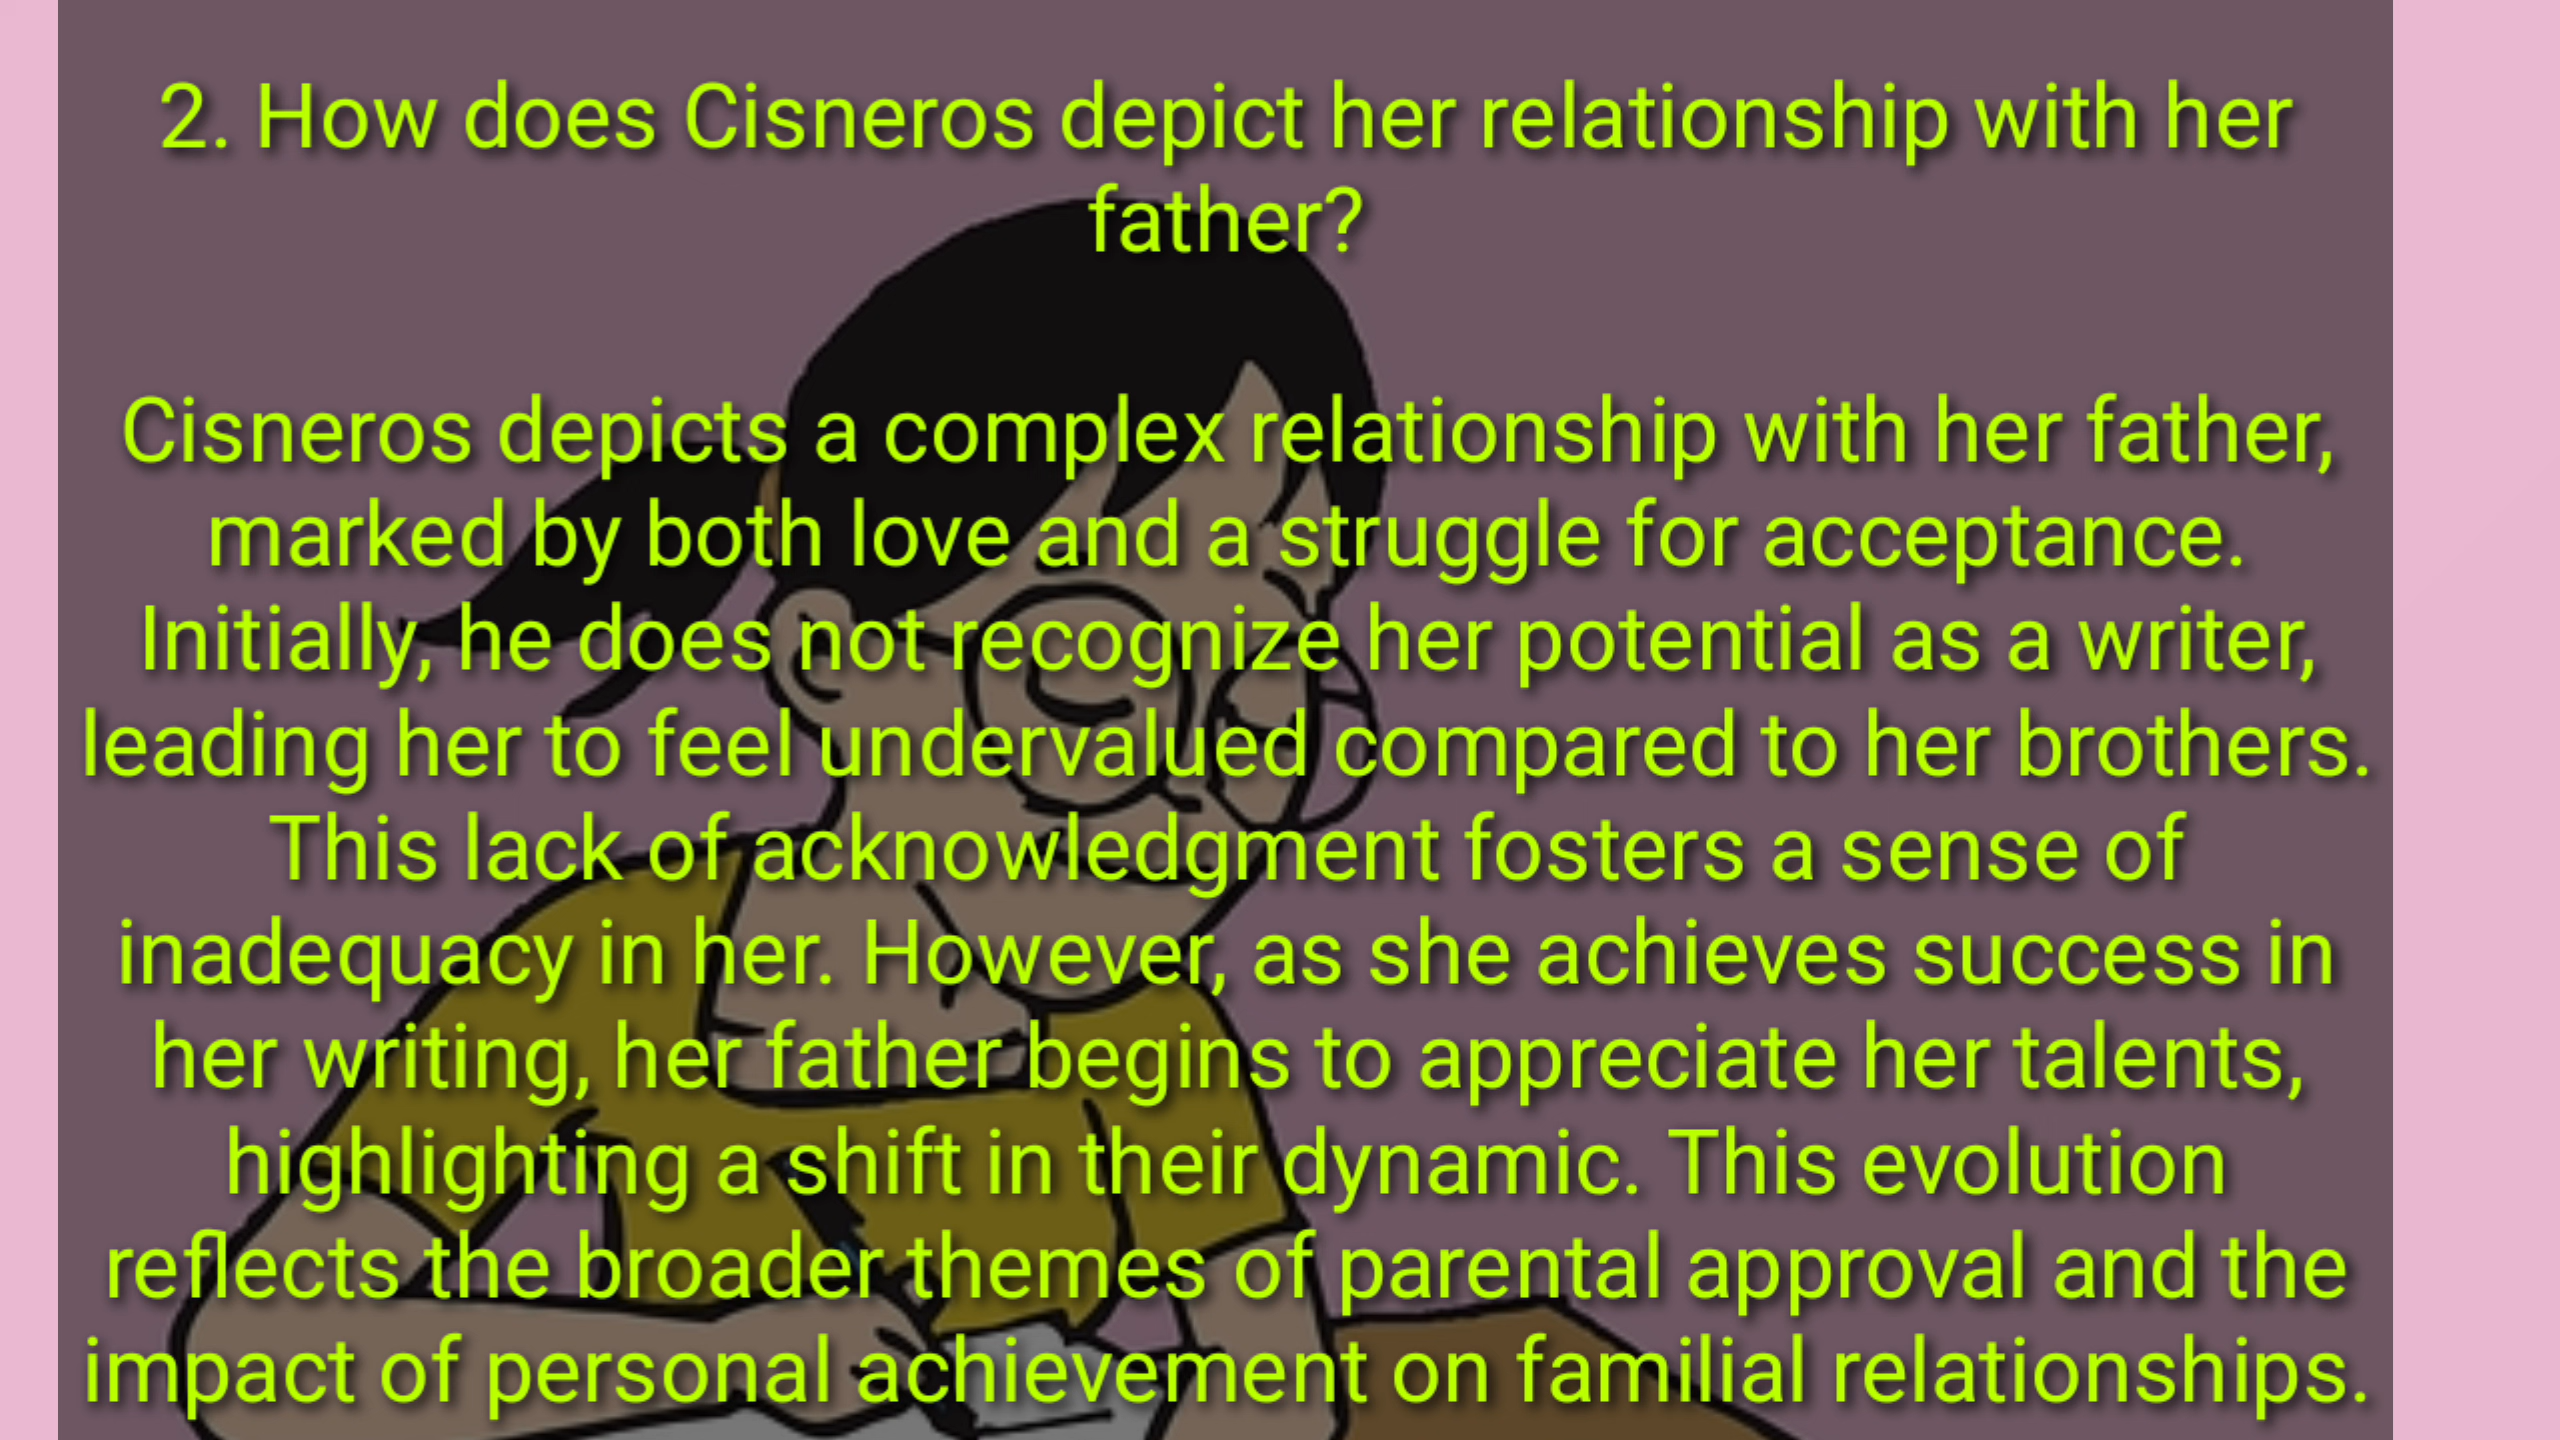 2. How does Cisneros depict her relationship with her
father?
Cisneros depicts a complex relationship with her father,
marked by both love and a struggle for acceptance.
Initially, he does not recognize her potential as a writer,
leading her to feel undervalued compared to her brothers.
This lack of acknowledgment fosters a sense of
inadequacy in her. However, as she achieves success in
her writing, her father begins to appreciate her talents,
highlighting a shift in their dynamic. This evolution
reflects the broader themes of parental approval and the
impact of personal achievement on familial relationships.